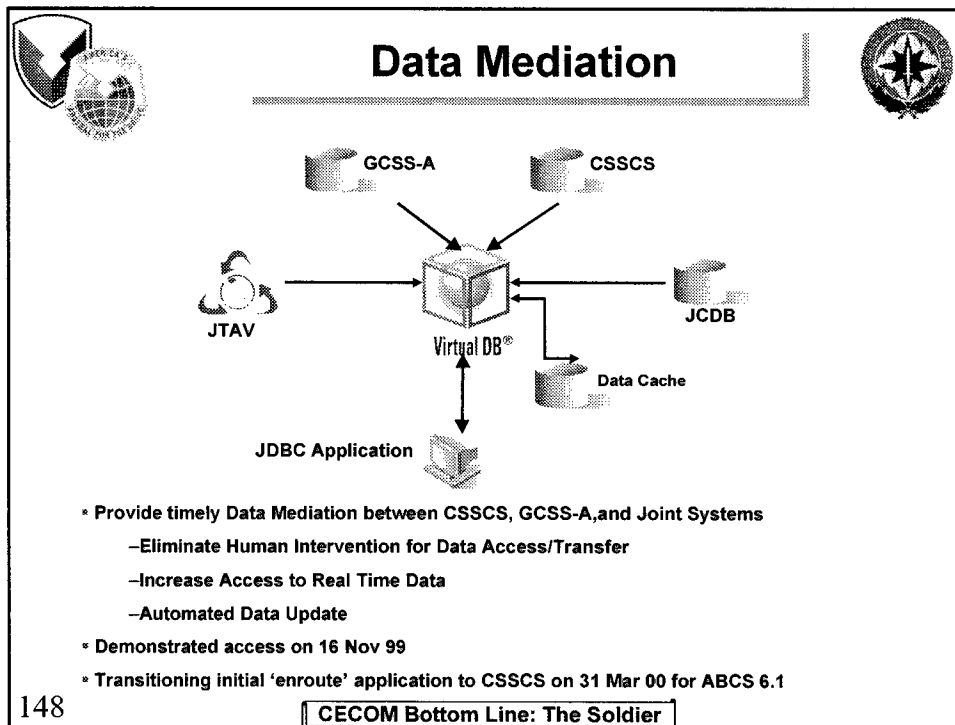 Data Mediation
GCSS-A
CSSCS
JTAV
Virtual DB®
JCDB
Data Cache
JDBC Application
* Provide timely Data Mediation between CSSCS, GCSS-A,and Joint Systems
–Eliminate Human Intervention for Data Access/Transfer
–Increase Access to Real Time Data
–Automated Data Update
* Demonstrated access on 16 Nov 99
* Transitioning initial ‘enroute’ application to CSSCS on 31 Mar 00 for ABCS 6.1
148
CECOM Bottom Line: The Soldier